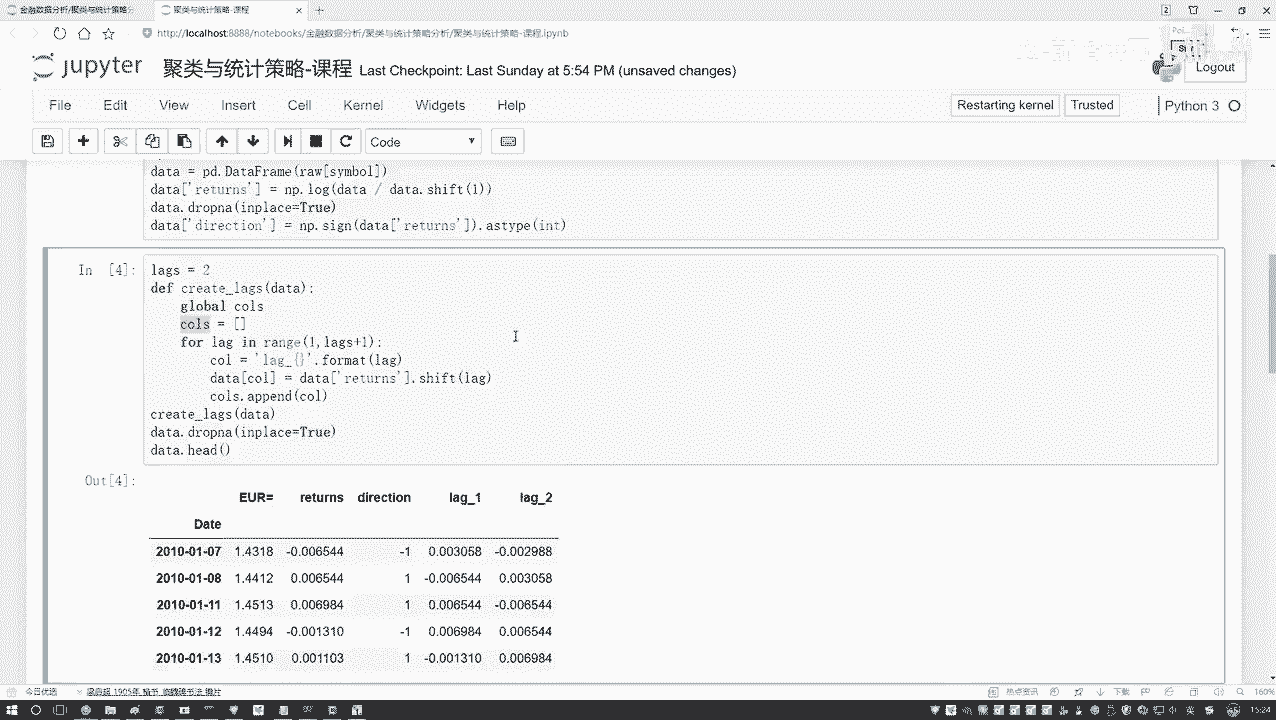 金融数据分析/聚类与统计策略分
聚类与统计策略-课程
http://localhost:8888/notebooks/金融数据分析/聚类与统计策略分析/聚类与统计策略-课程.ipynb
jupyter 聚类与统计策略-课程 Last Checkpoint: Last Sunday at 5:54 PM (unsaved changes)
Logout
File Edit View Insert Cell Kernel Widgets Help
Restarting kernel Trusted Python 3
Code
data = pd.DataFrame(raw[symbol])
data['returns'] = np.log(data / data.shift(1))
data.dropna(inplace=True)
data['direction'] = np.sign(data['returns']).astype(int)
In [4]: lags = 2
def create_lags(data):
global cols
cols = []
for lag in range(1,lags+1):
col = 'lag_{}'.format(lag)
data[col] = data['returns'].shift(lag)
cols.append(col)
create_lags(data)
data.dropna(inplace=True)
data.head()
Out[4]:
EUR= returns direction lag_1 lag_2
Date
2010-01-07 1.4318 -0.006544 -1 0.003058 -0.002988
2010-01-08 1.4412 0.006544 1 -0.006544 0.003058
2010-01-11 1.4513 0.006984 1 0.006544 -0.006544
2010-01-12 1.4494 -0.001310 -1 0.006984 0.006544
2010-01-13 1.4510 0.001103 1 -0.001310 0.006984
今日优选
热点资讯 下载 160%
15:24